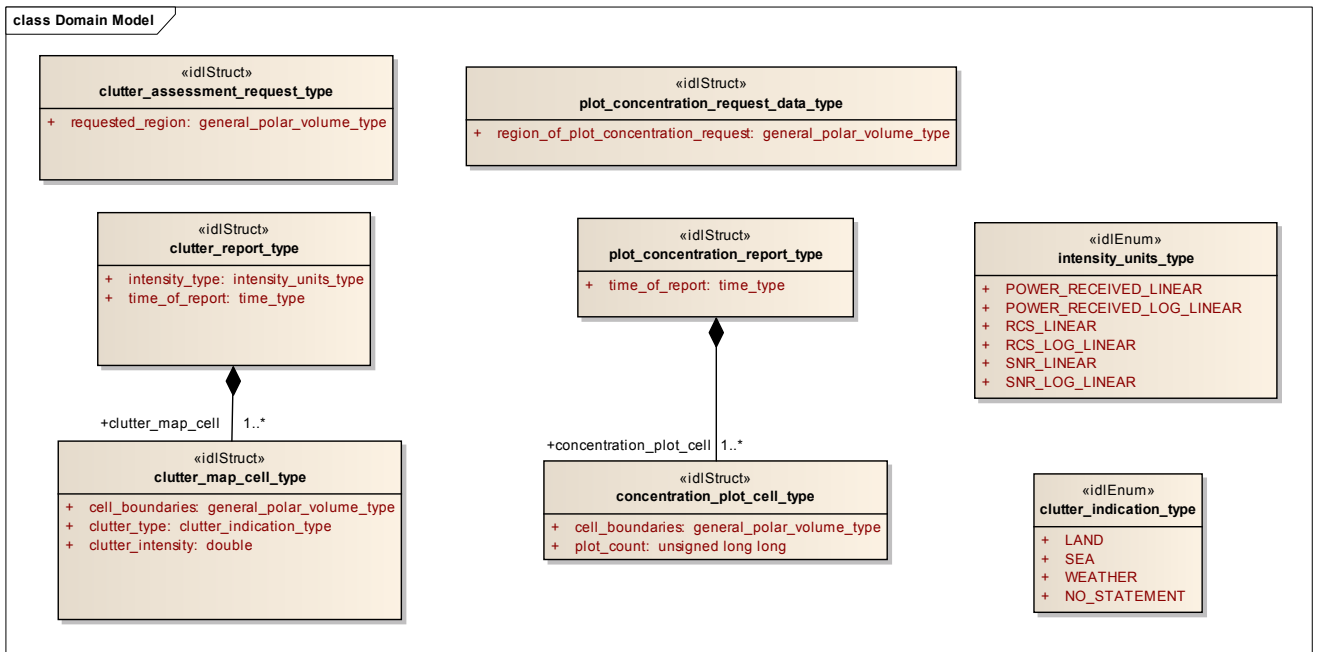 class Domain Model
«idlStruct»
clutter_assessment_request_type
+ requested_region: general_polar_volume_type
«idlStruct»
plot_concentration_request_data_type
+ region_of_plot_concentration_request: general_polar_volume_type
«idlStruct»
clutter_report_type
+ intensity_type: intensity_units_type
+ time_of_report: time_type
«idlStruct»
plot_concentration_report_type
+ time_of_report: time_type
«idlEnum»
intensity_units_type
+ POWER_RECEIVED_LINEAR
+ POWER_RECEIVED_LOG_LINEAR
+ RCS_LINEAR
+ RCS_LOG_LINEAR
+ SNR_LINEAR
+ SNR_LOG_LINEAR
+clutter_map_cell 1..*
+concentration_plot_cell 1..*
«idlStruct»
clutter_map_cell_type
+ cell_boundaries: general_polar_volume_type
+ clutter_type: clutter_indication_type
+ clutter_intensity: double
«idlStruct»
concentration_plot_cell_type
+ cell_boundaries: general_polar_volume_type
+ plot_count: unsigned long long
«idlEnum»
clutter_indication_type
+ LAND
+ SEA
+ WEATHER
+ NO_STATEMENT